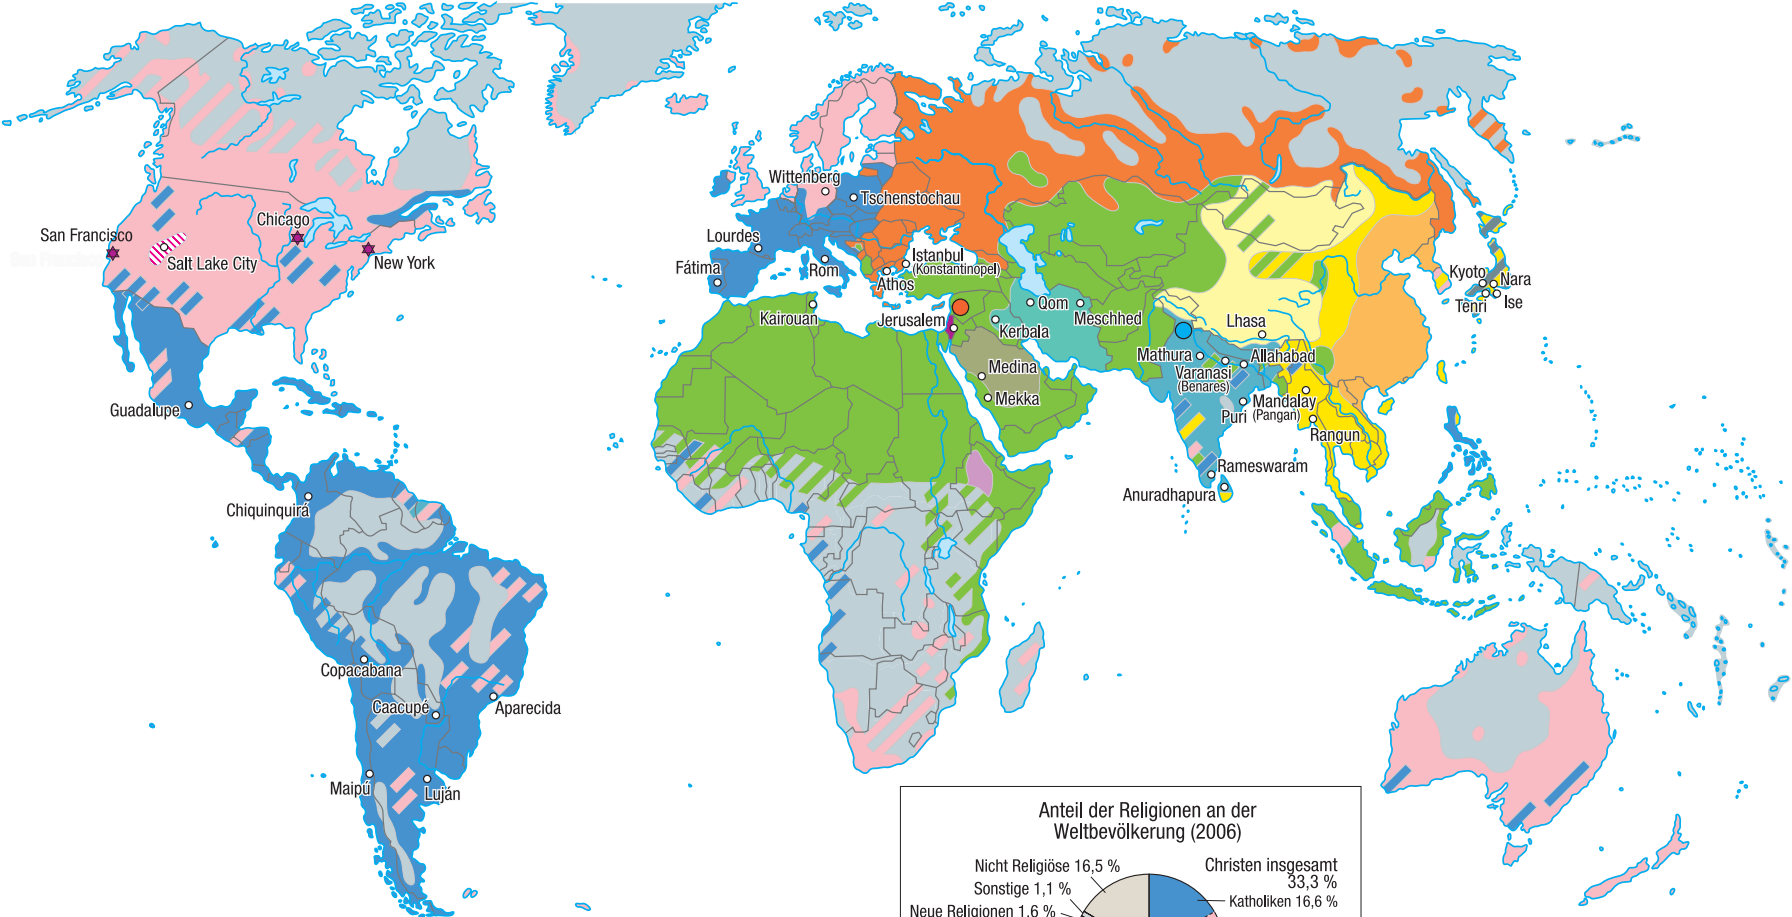 San Francisco
Chicago
New York
Salt Lake City
Guadalupe
Chiquinquirá
Copacabana
Caacupé
Aparecida
Maipú
Luján
Wittenberg
Tschenstochau
Lourdes
Fátima
Rom
Istanbul
(Konstantinopel)
Athos
Kairouan
Jerusalem
Qom
Meschhed
Kerbala
Medina
Mekka
Lhasa
Mathura
Allahabad
Varanasi
(Benares)
Puri
Mandalay
(Pangan)
Rangun
Rameswaram
Anuradhapura
Kyoto
Nara
Tenri
Ise
Anteil der Religionen an der
Weltbevölkerung (2006)
Nicht Religiöse 16,5 %
Sonstige 1,1 %
Neue Religionen 1,6 %
Christen insgesamt
33,3 %
Katholiken 16,6 %